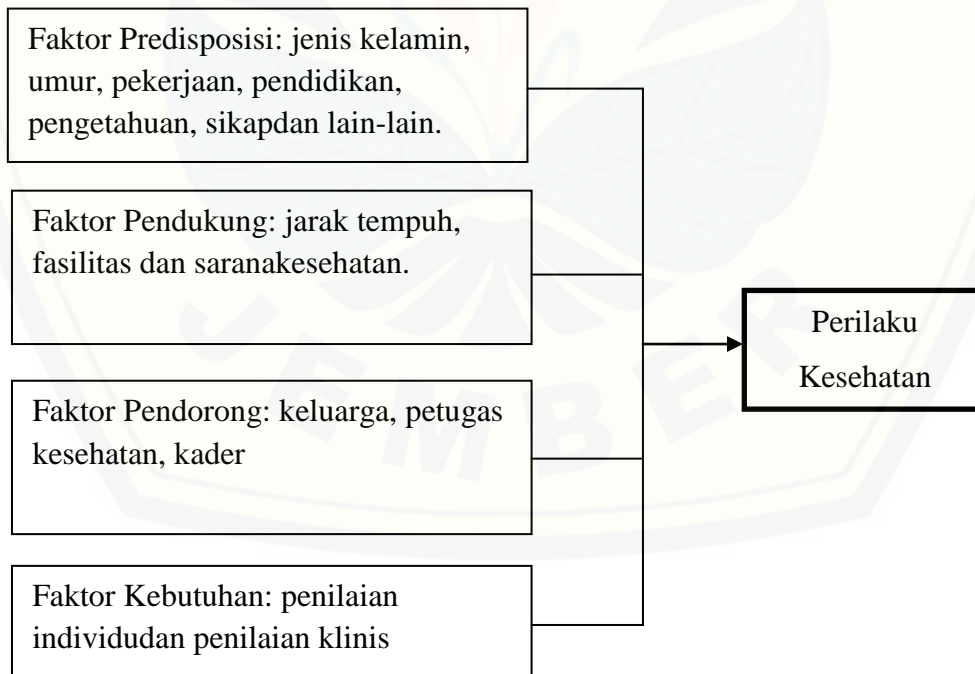 Faktor Predisposisi: jenis kelamin,
umur, pekerjaan, pendidikan,
pengetahuan, sikapdan lain-lain.
Faktor Pendukung: jarak tempuh,
fasilitas dan saranakesehatan.
Perilaku
Kesehatan
Faktor Pendorong: keluarga, petugas
kesehatan, kader
Faktor Kebutuhan: penilaian
individudan penilaian klinis
JEMBER